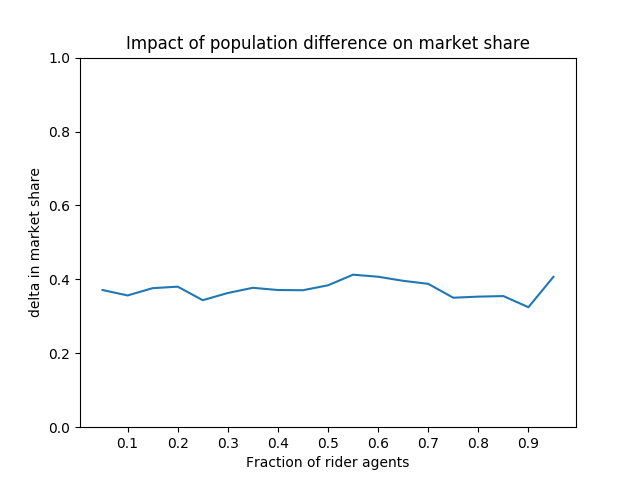 Impact of population difference on market share
1.0
0.8
0.6
0.4
0.2
0.0
delta in market share
0.1 0.2 0.3 0.4 0.5 0.6 0.7 0.8 0.9
Fraction of rider agents